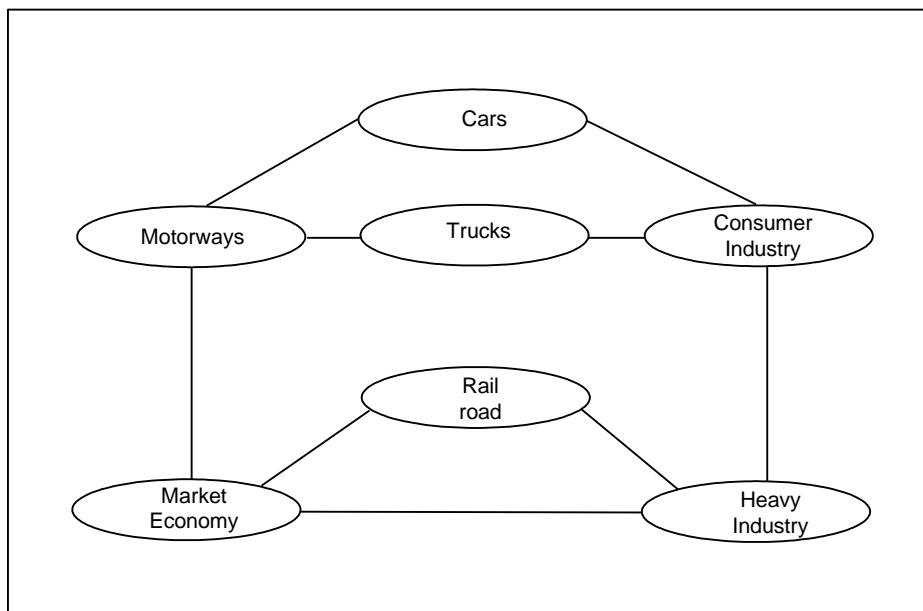 Cars
Motorways
Trucks
Consumer
Industry
Rail
road
Market
Economy
Heavy
Industry